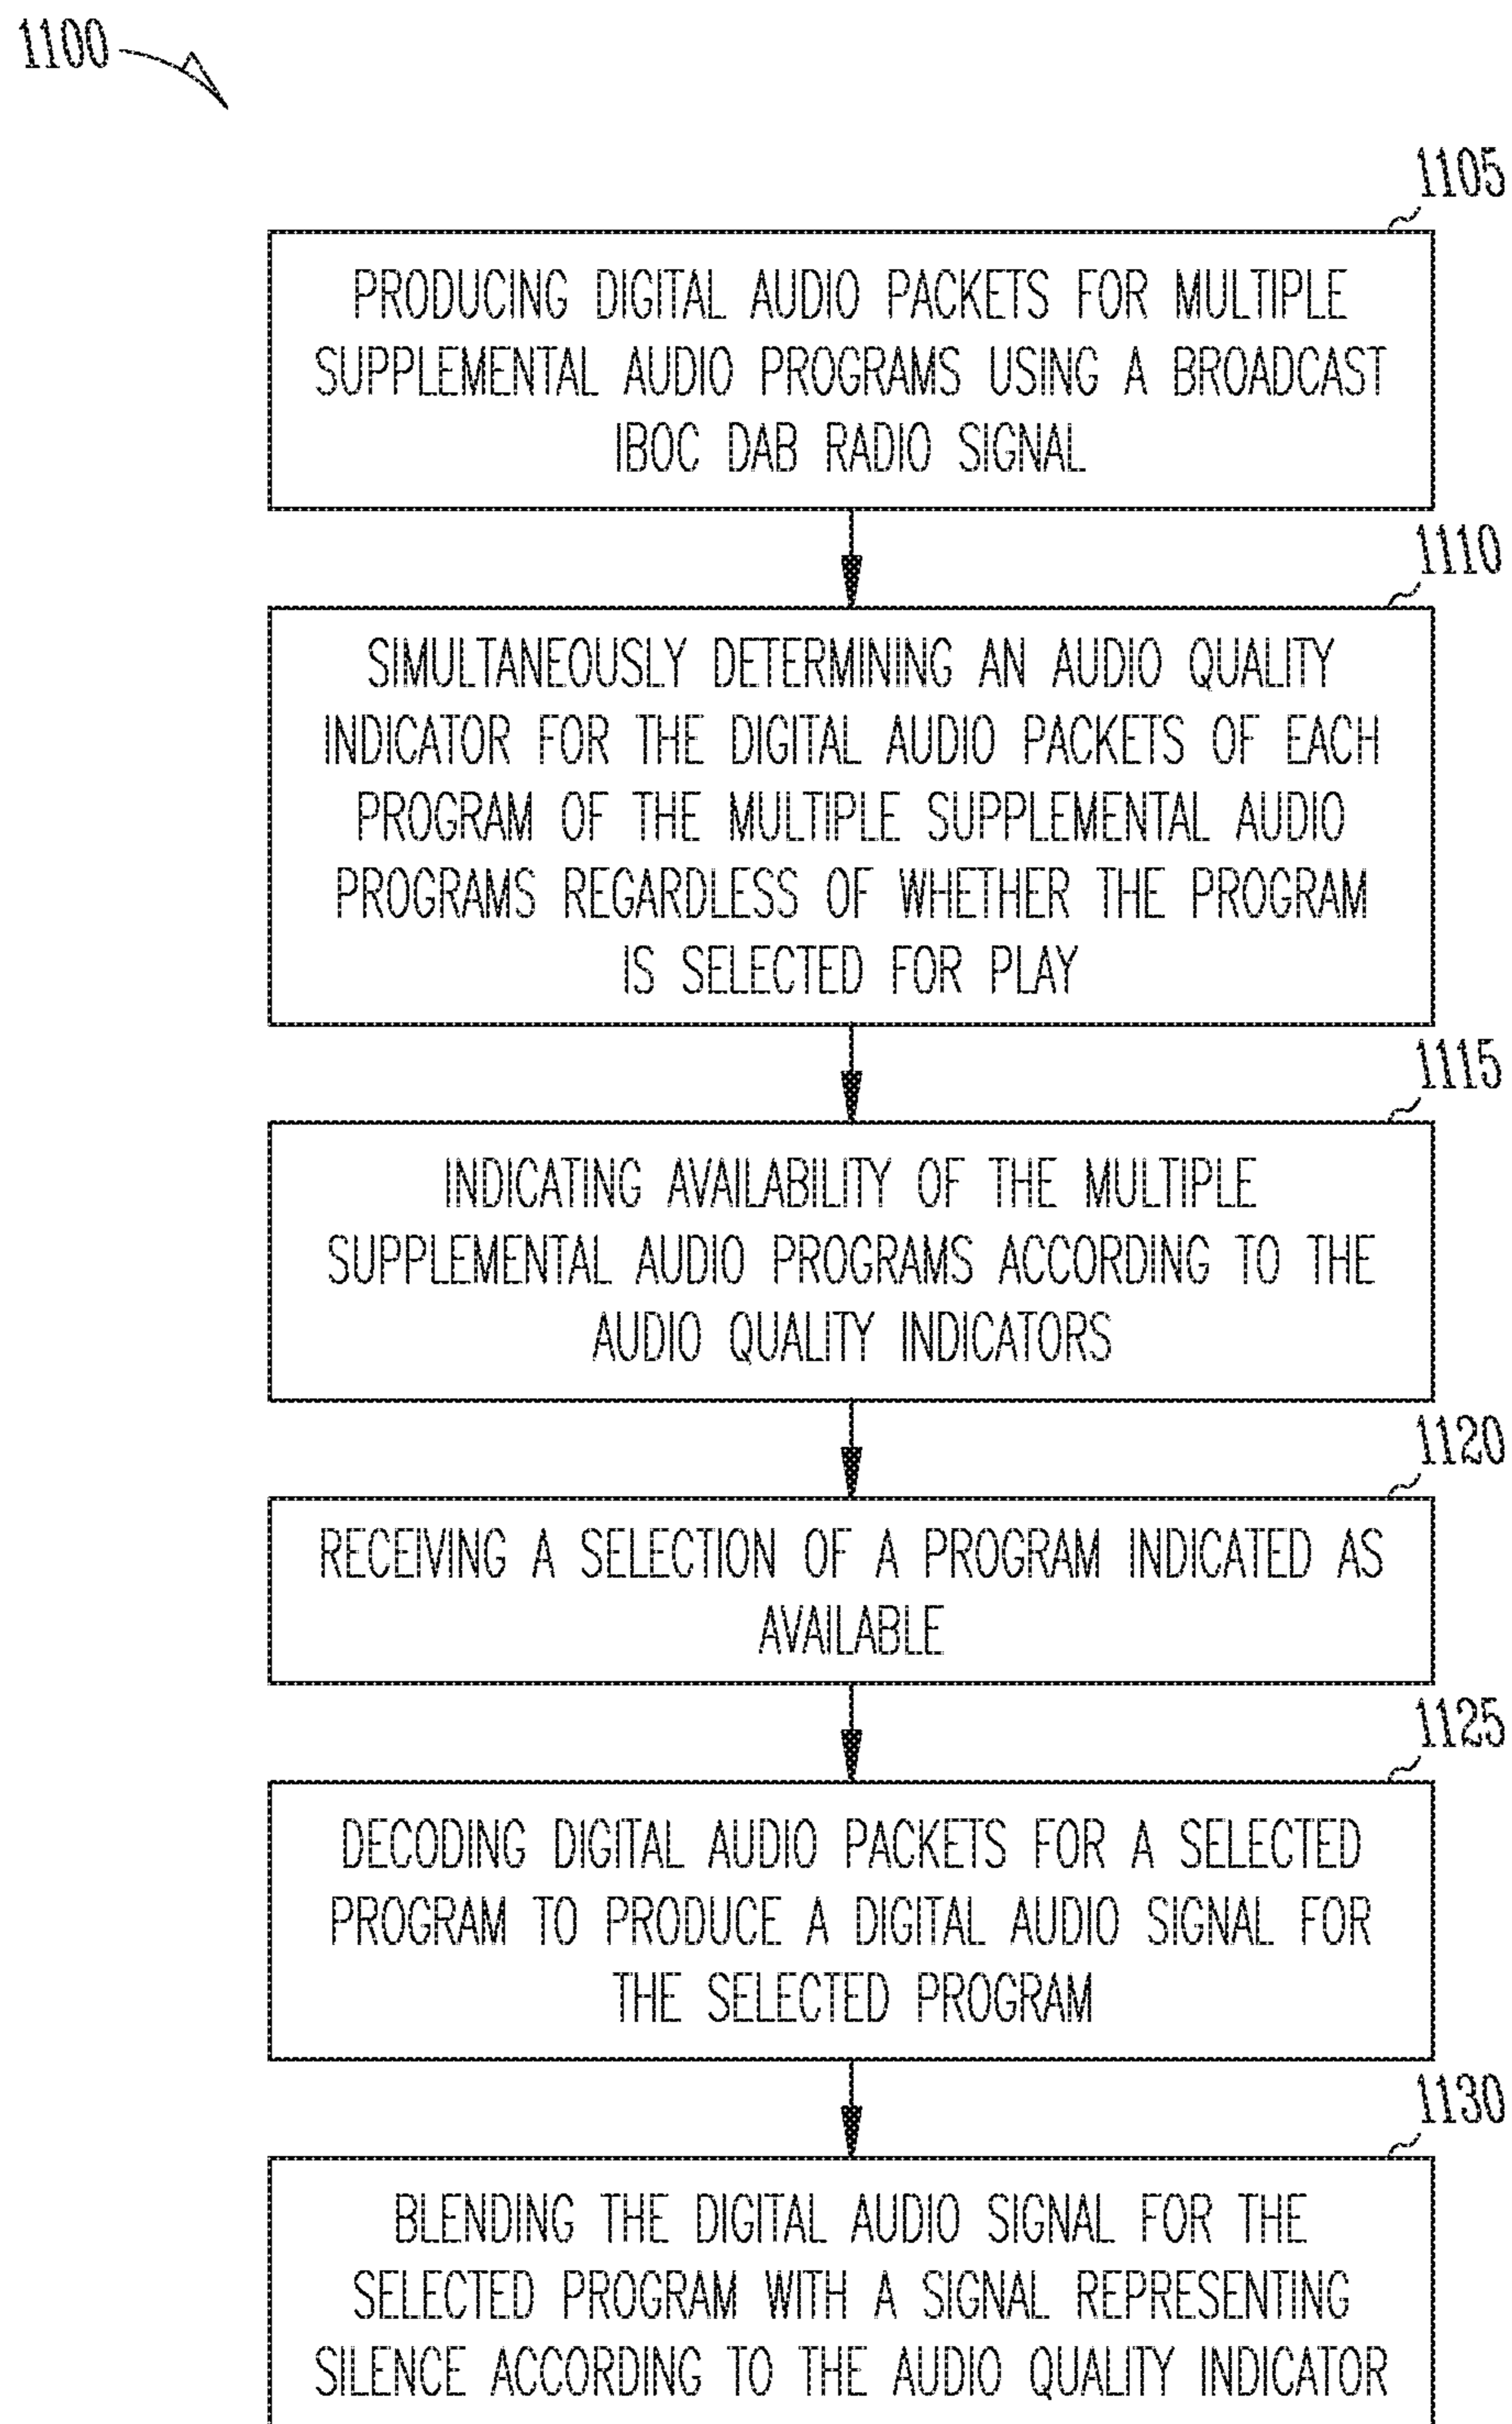 1100
1105
PRODUCING DIGITAL AUDIO PACKETS FOR MULTIPLE
SUPPLEMENTAL AUDIO PROGRAMS USING A BROADCAST
IBOC DAB RADIO SIGNAL
1110
SIMULTANEOUSLY DETERMINING AN AUDIO QUALITY
INDICATOR FOR THE DIGITAL AUDIO PACKETS OF EACH
PROGRAM OF THE MULTIPLE SUPPLEMENTAL AUDIO
PROGRAMS REGARDLESS OF WHETHER THE PROGRAM
IS SELECTED FOR PLAY
1115
INDICATING AVAILABILITY OF THE MULTIPLE
SUPPLEMENTAL AUDIO PROGRAMS ACCORDING TO THE
AUDIO QUALITY INDICATORS
1120
RECEIVING A SELECTION OF A PROGRAM INDICATED AS
AVAILABLE
1125
DECODING DIGITAL AUDIO PACKETS FOR A SELECTED
PROGRAM TO PRODUCE A DIGITAL AUDIO SIGNAL FOR
THE SELECTED PROGRAM
1130
BLENDING THE DIGITAL AUDIO SIGNAL FOR THE
SELECTED PROGRAM WITH A SIGNAL REPRESENTING
SILENCE ACCORDING TO THE AUDIO QUALITY INDICATOR